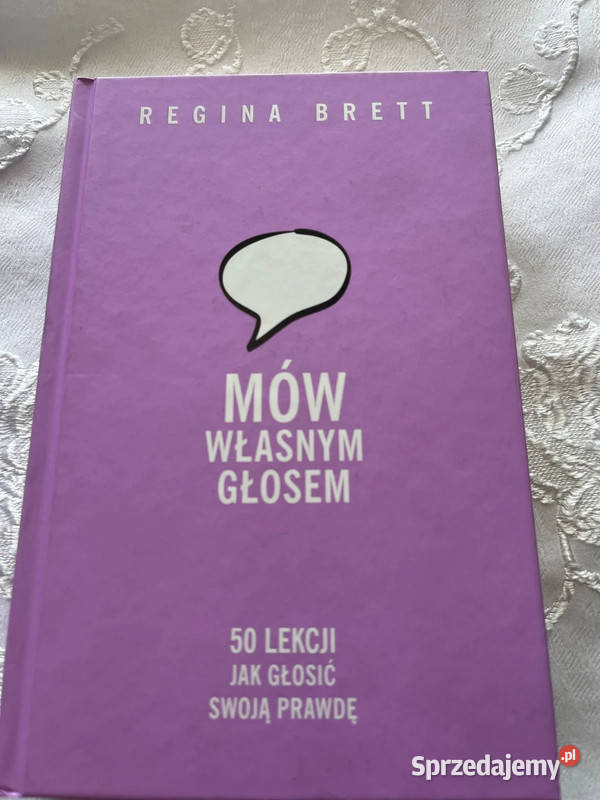 REGINA BRETT
MÓW
WŁASNYM
GŁOSEM
50 LEKCJI
JAK GŁOSIĆ
SWOJĄ PRAWDĘ
Sprzedajemy.pl